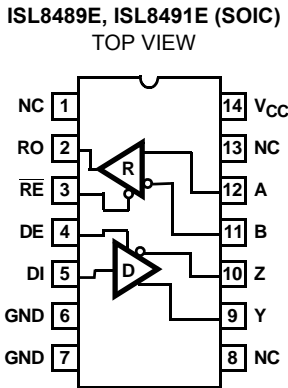 ISL8489E, ISL8491E (SOIC)
TOP VIEW
NC 1 14 VCC
RO 2 R 13 NC
RE 3 12 A
DE 4 11 B
DI 5 D 10 Z
GND 6 9 Y
GND 7 8 NC